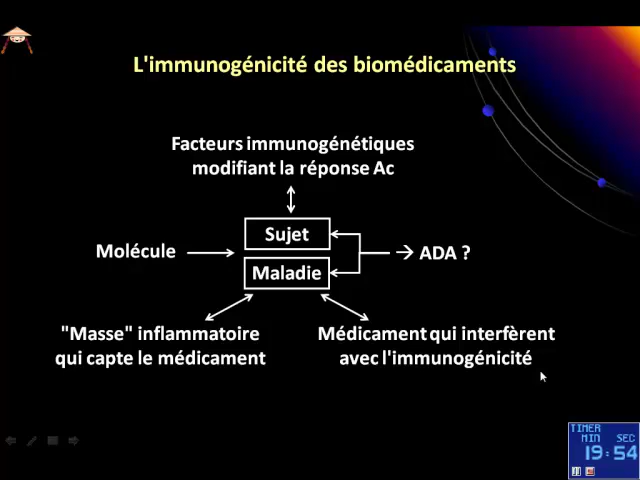 L'immunogénicité des biomédicaments
Facteurs immunogénétiques
modifiant la réponse Ac
Sujet
Molécule
→ ADA ?
Maladie
"Masse" inflammatoire
qui capte le médicament
Médicament qui interfèrent
avec l'immunogénicité
TIMER
MIN SEC
19:54